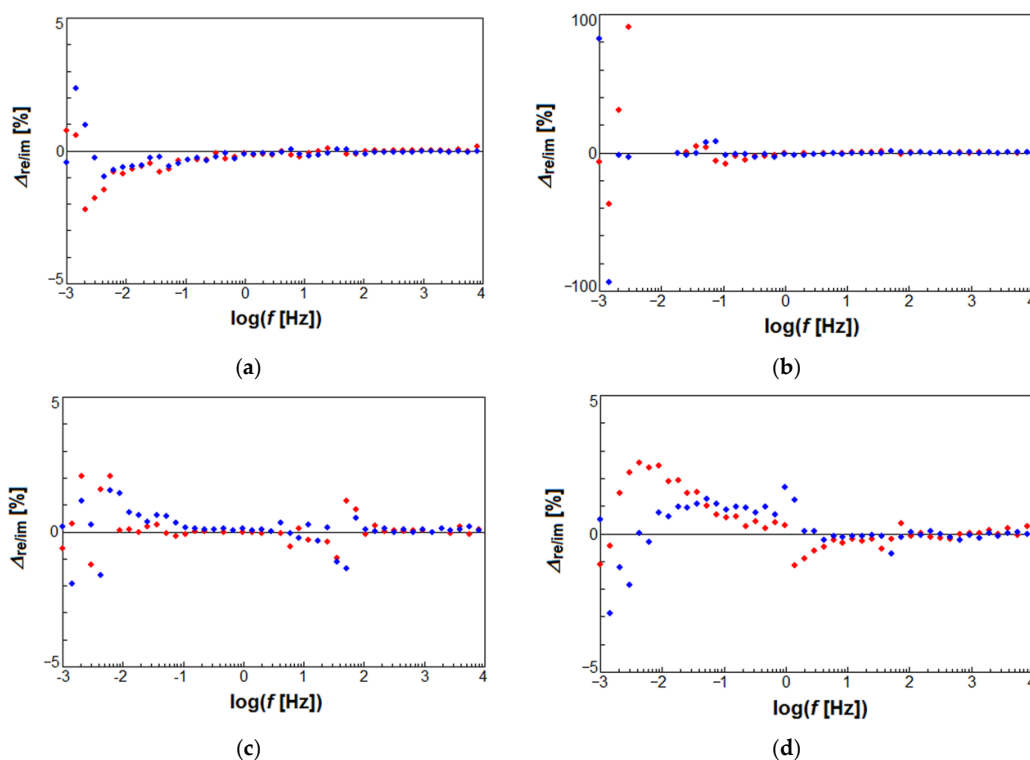 5
0
−5
Δre/im [%]
−3 −2 −1 0 1 2 3 4
log(f [Hz])
(a)
100
0
−100
Δre/im [%]
−3 −2 −1 0 1 2 3 4
log(f [Hz])
(b)
5
0
−5
Δre/im [%]
-3 -2 -1 0 1 2 3 4
log(f [Hz])
(c)
5
0
−5
Δre/im [%]
−3 −2 −1 0 1 2 3 4
log(f [Hz])
(d)